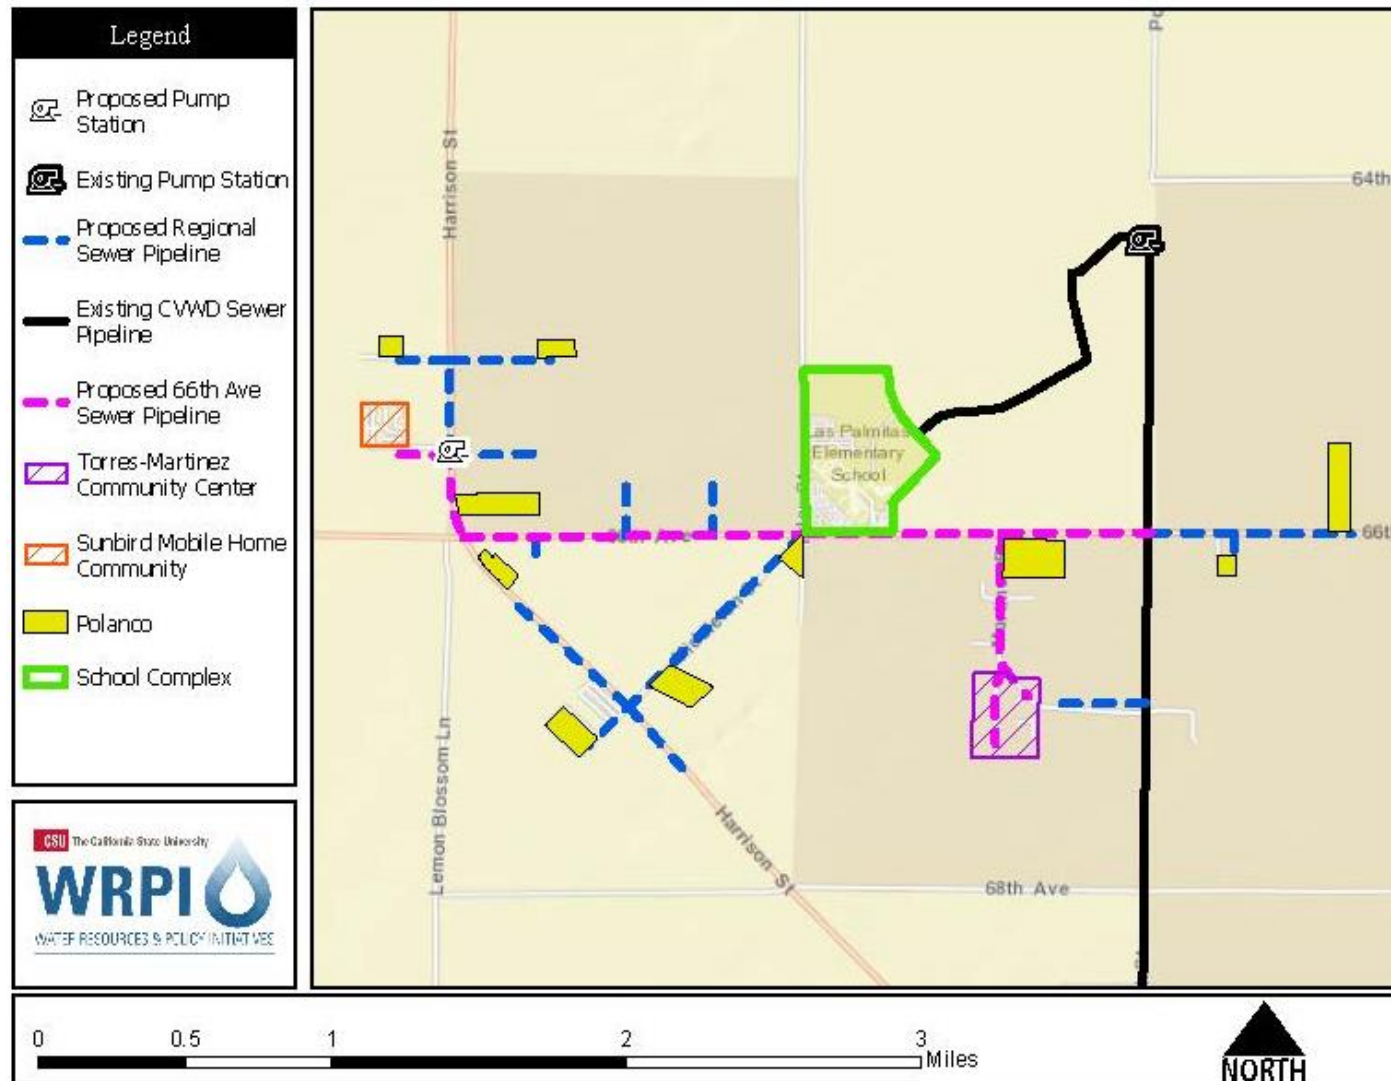 Legend
Proposed Pump
Station
Existing Pump Station
Proposed Regional
Sewer Pipeline
Existing CVWD Sewer
Pipeline
Proposed 66th Ave
Sewer Pipeline
Torres-Martinez
Community Center
Sunbird Mobile Home
Community
Polanco
School Complex
CSU The California State University
WRPI
WATER RESOURCES & POLICY INITIATIVES
Harrison St
64th
Las Palmitas
Elementary
School
Ave
66th
Lemon Blossom Ln
Harrison St
68th Ave
0 0.5 1 2 3
Miles
NORTH